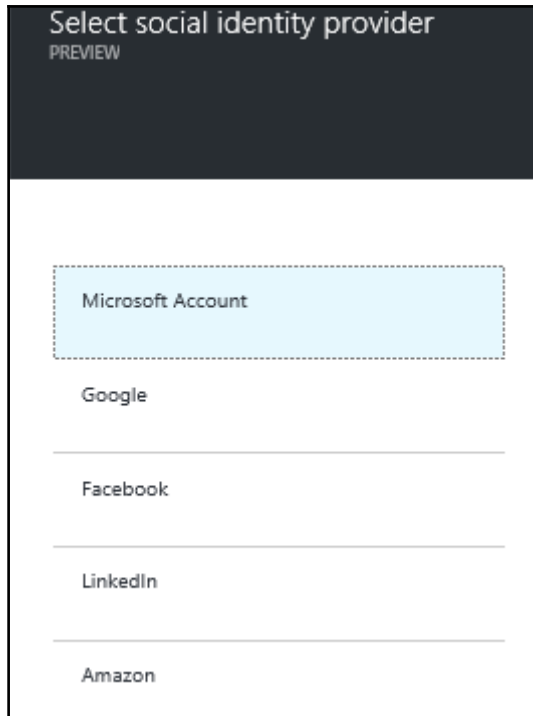 Select social identity provider
PREVIEW
Microsoft Account
Google
Facebook
LinkedIn
Amazon